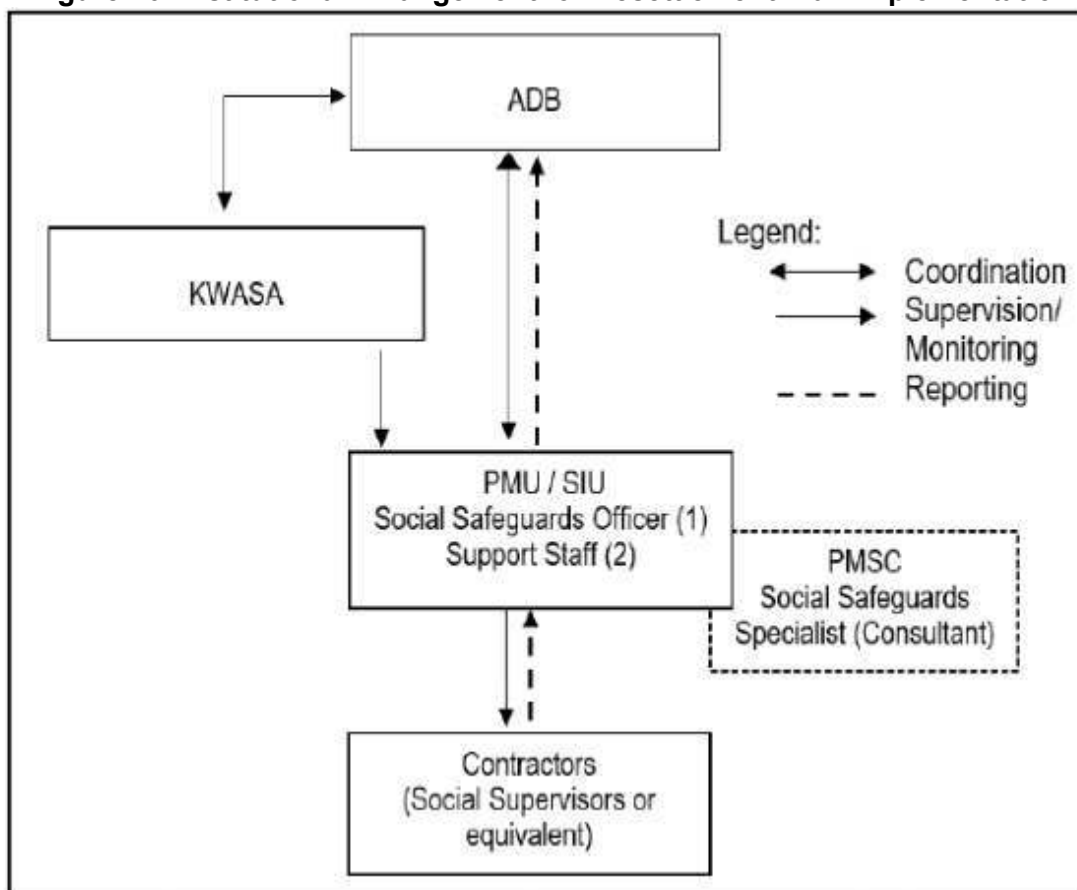 ADB
KWASA
Legend:
Coordination
Supervision/
Monitoring
Reporting
PMU / SIU
Social Safeguards Officer (1)
Support Staff (2)
PMSC
Social Safeguards
Specialist (Consultant)
Contractors
(Social Supervisors or
equivalent)